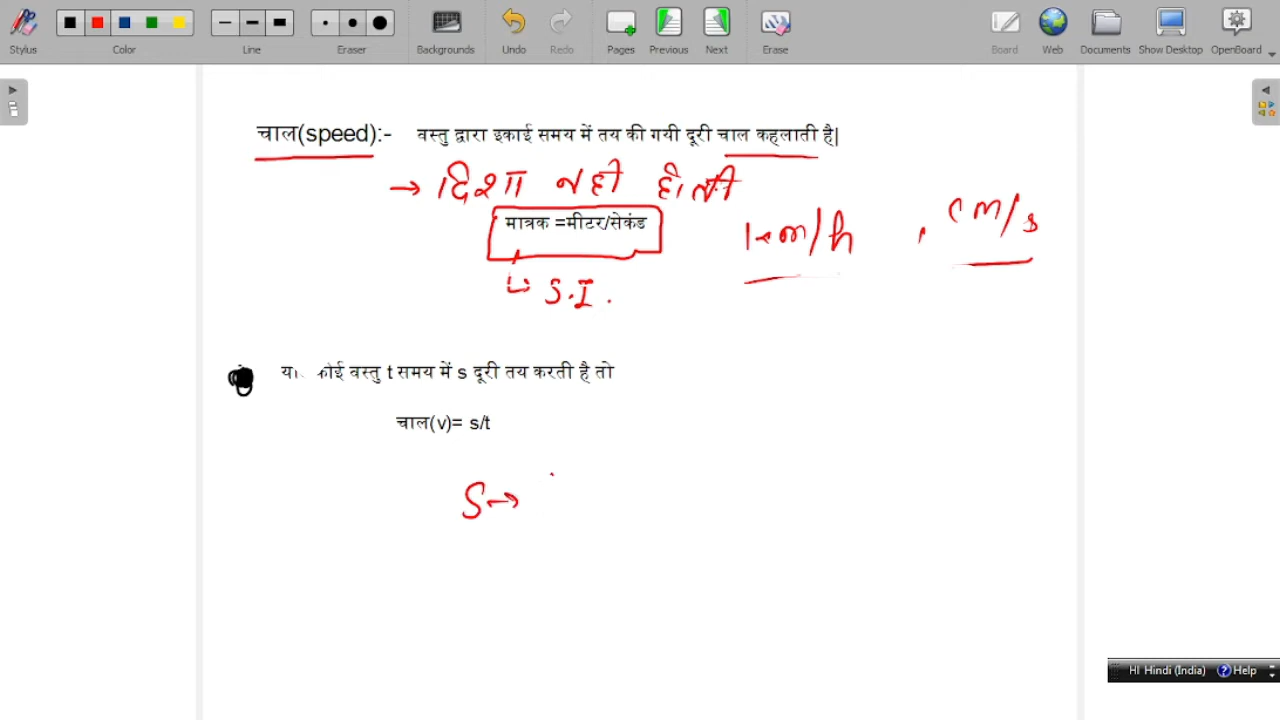 Stylus Color Line Eraser Backgrounds Undo Redo Pages Previous Next Erase Board Web Documents Show Desktop OpenBoard
चाल(speed):- वस्तु द्वारा इकाई समय में तय की गयी दूरी चाल कहलाती है|
→ दिशा नही होती
मात्रक =मीटर/सेकंड
km/h , cm/s
↳ S.I.
कोई वस्तु t समय में s दूरी तय करती है तो
चाल(v)= s/t
S→
HI Hindi (India) Help